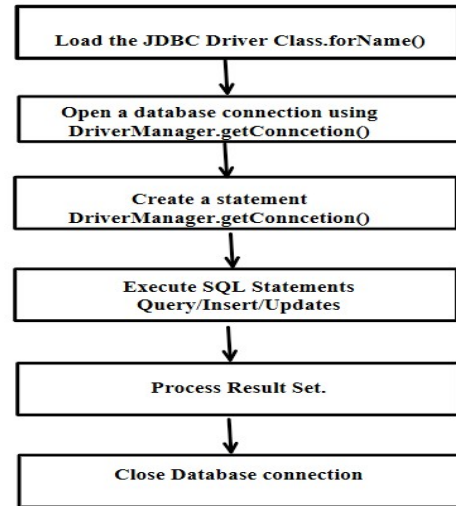 Load the JDBC Driver Class.forName()
Open a database connection using
DriverManager.getConncetion()
Create a statement
DriverManager.getConncetion()
Execute SQL Statements
Query/Insert/Updates
Process Result Set.
Close Database connection